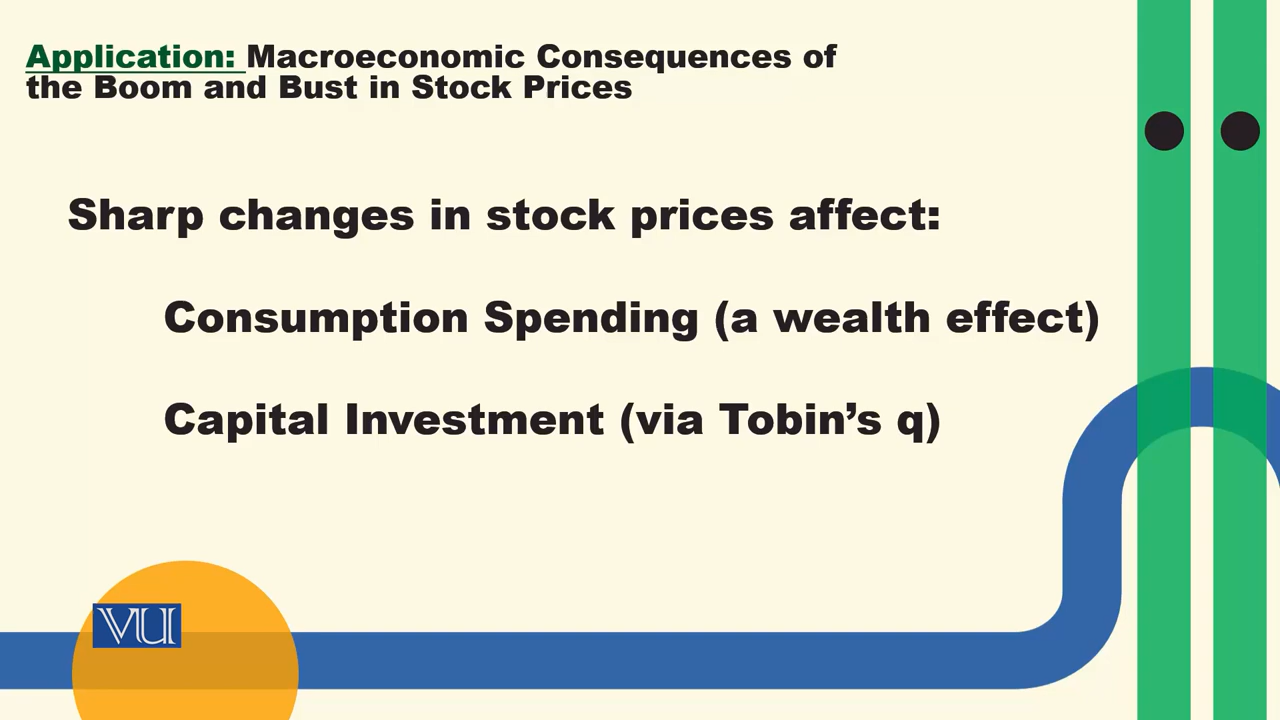 Application: Macroeconomic Consequences of
the Boom and Bust in Stock Prices
Sharp changes in stock prices affect:
Consumption Spending (a wealth effect)
Capital Investment (via Tobin’s q)
VU